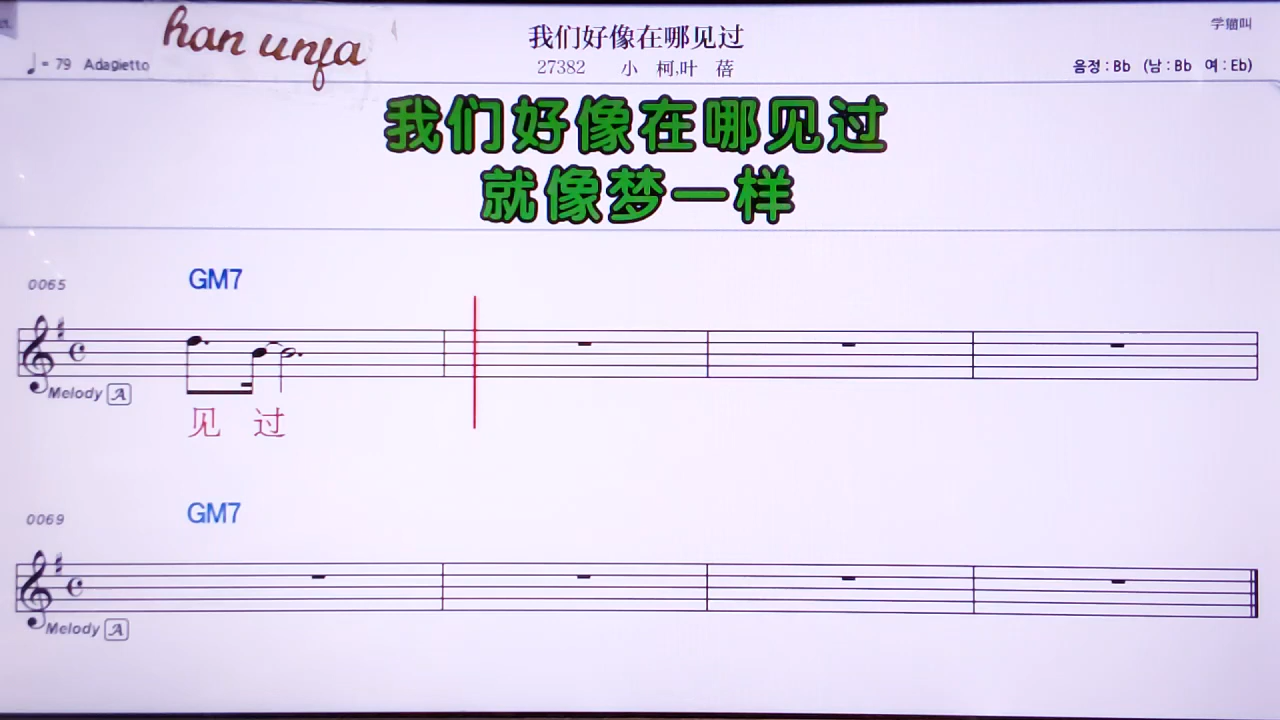 han unfa
我们好像在哪见过
学猫叫
= 79 Adagietto
27382 小 柯,叶 蓓
음정 : Bb (남 : Bb 여 : Eb)
我们好像在哪见过
就像梦一样
0065
GM7
Melody A
见 过
0069
GM7
Melody A